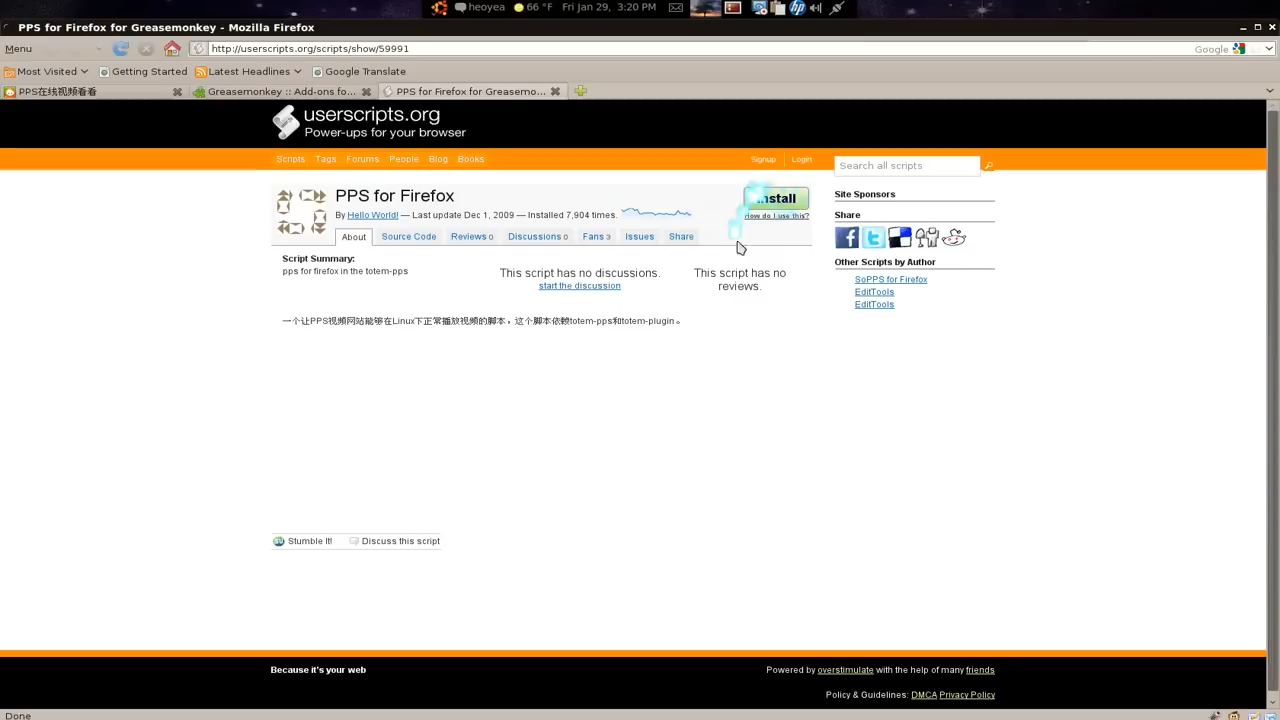 heoyea 66 °F Fri Jan 29, 3:20 PM
PPS for Firefox for Greasemonkey - Mozilla Firefox
Menu http://userscripts.org/scripts/show/59991 Google
Most Visited Getting Started Latest Headlines Google Translate
PPS在线视频看看 Greasemonkey :: Add-ons fo... PPS for Firefox for Greasemo...
userscripts.org
Power-ups for your browser
Scripts Tags Forums People Blog Books Signup Login Search all scripts
PPS for Firefox
Install
By Hello World! — Last update Dec 1, 2009 — Installed 7,904 times.
How do I use this?
About Source Code Reviews 0 Discussions 0 Fans 3 Issues Share
Script Summary:
pps for firefox in the totem-pps
This script has no discussions.
start the discussion
This script has no
reviews.
一个让PPS视频网站能够在Linux下正常播放视频的脚本，这个脚本依赖totem-pps和totem-plugin。
Site Sponsors
Share
Other Scripts by Author
SoPPS for Firefox
EditTools
EditTools
Stumble It! Discuss this script
Because it's your web
Powered by overstimulate with the help of many friends
Policy & Guidelines: DMCA Privacy Policy
Done